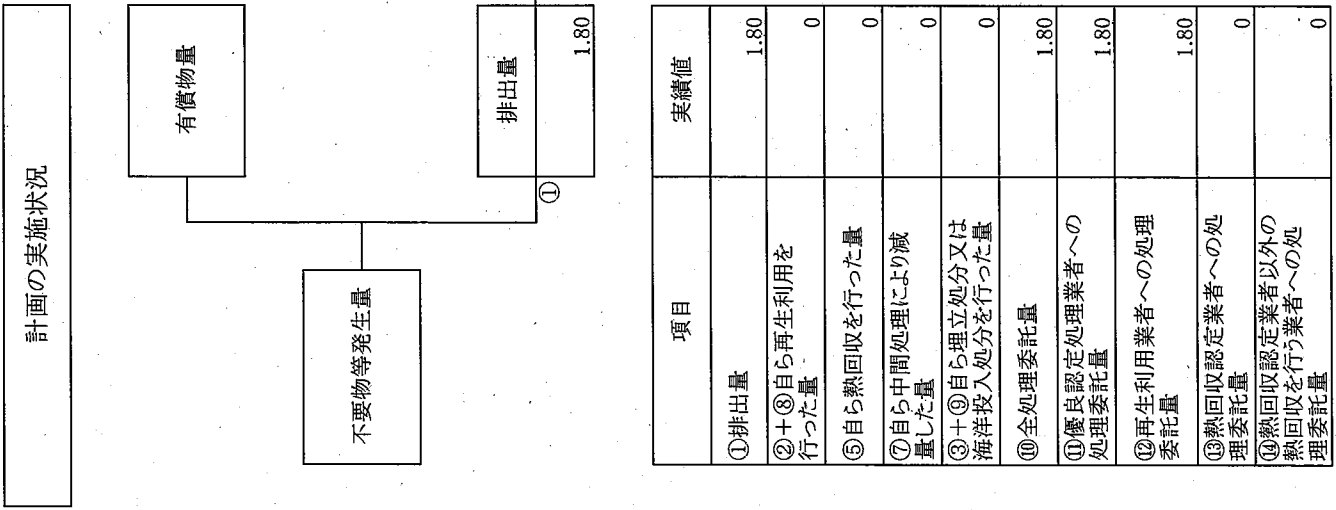 計画の実施状況
有償物量
不要物等発生量
排出量
①
1.80
項目
実績値
①排出量
1.80
②+⑧自ら再生利用を
行った量
0
⑤自ら熱回収を行った量
0
⑦自ら中間処理により減
量した量
0
③+⑨自ら埋立処分又は
海洋投入処分を行った量
0
⑩全処理委託量
1.80
⑪優良認定処理業者への
処理委託量
1.80
⑫再生利用業者への処理
委託量
1.80
⑬熱回収認定業者への処
理委託量
0
⑭熱回収認定業者以外の
熱回収を行う業者への処
理委託量
0